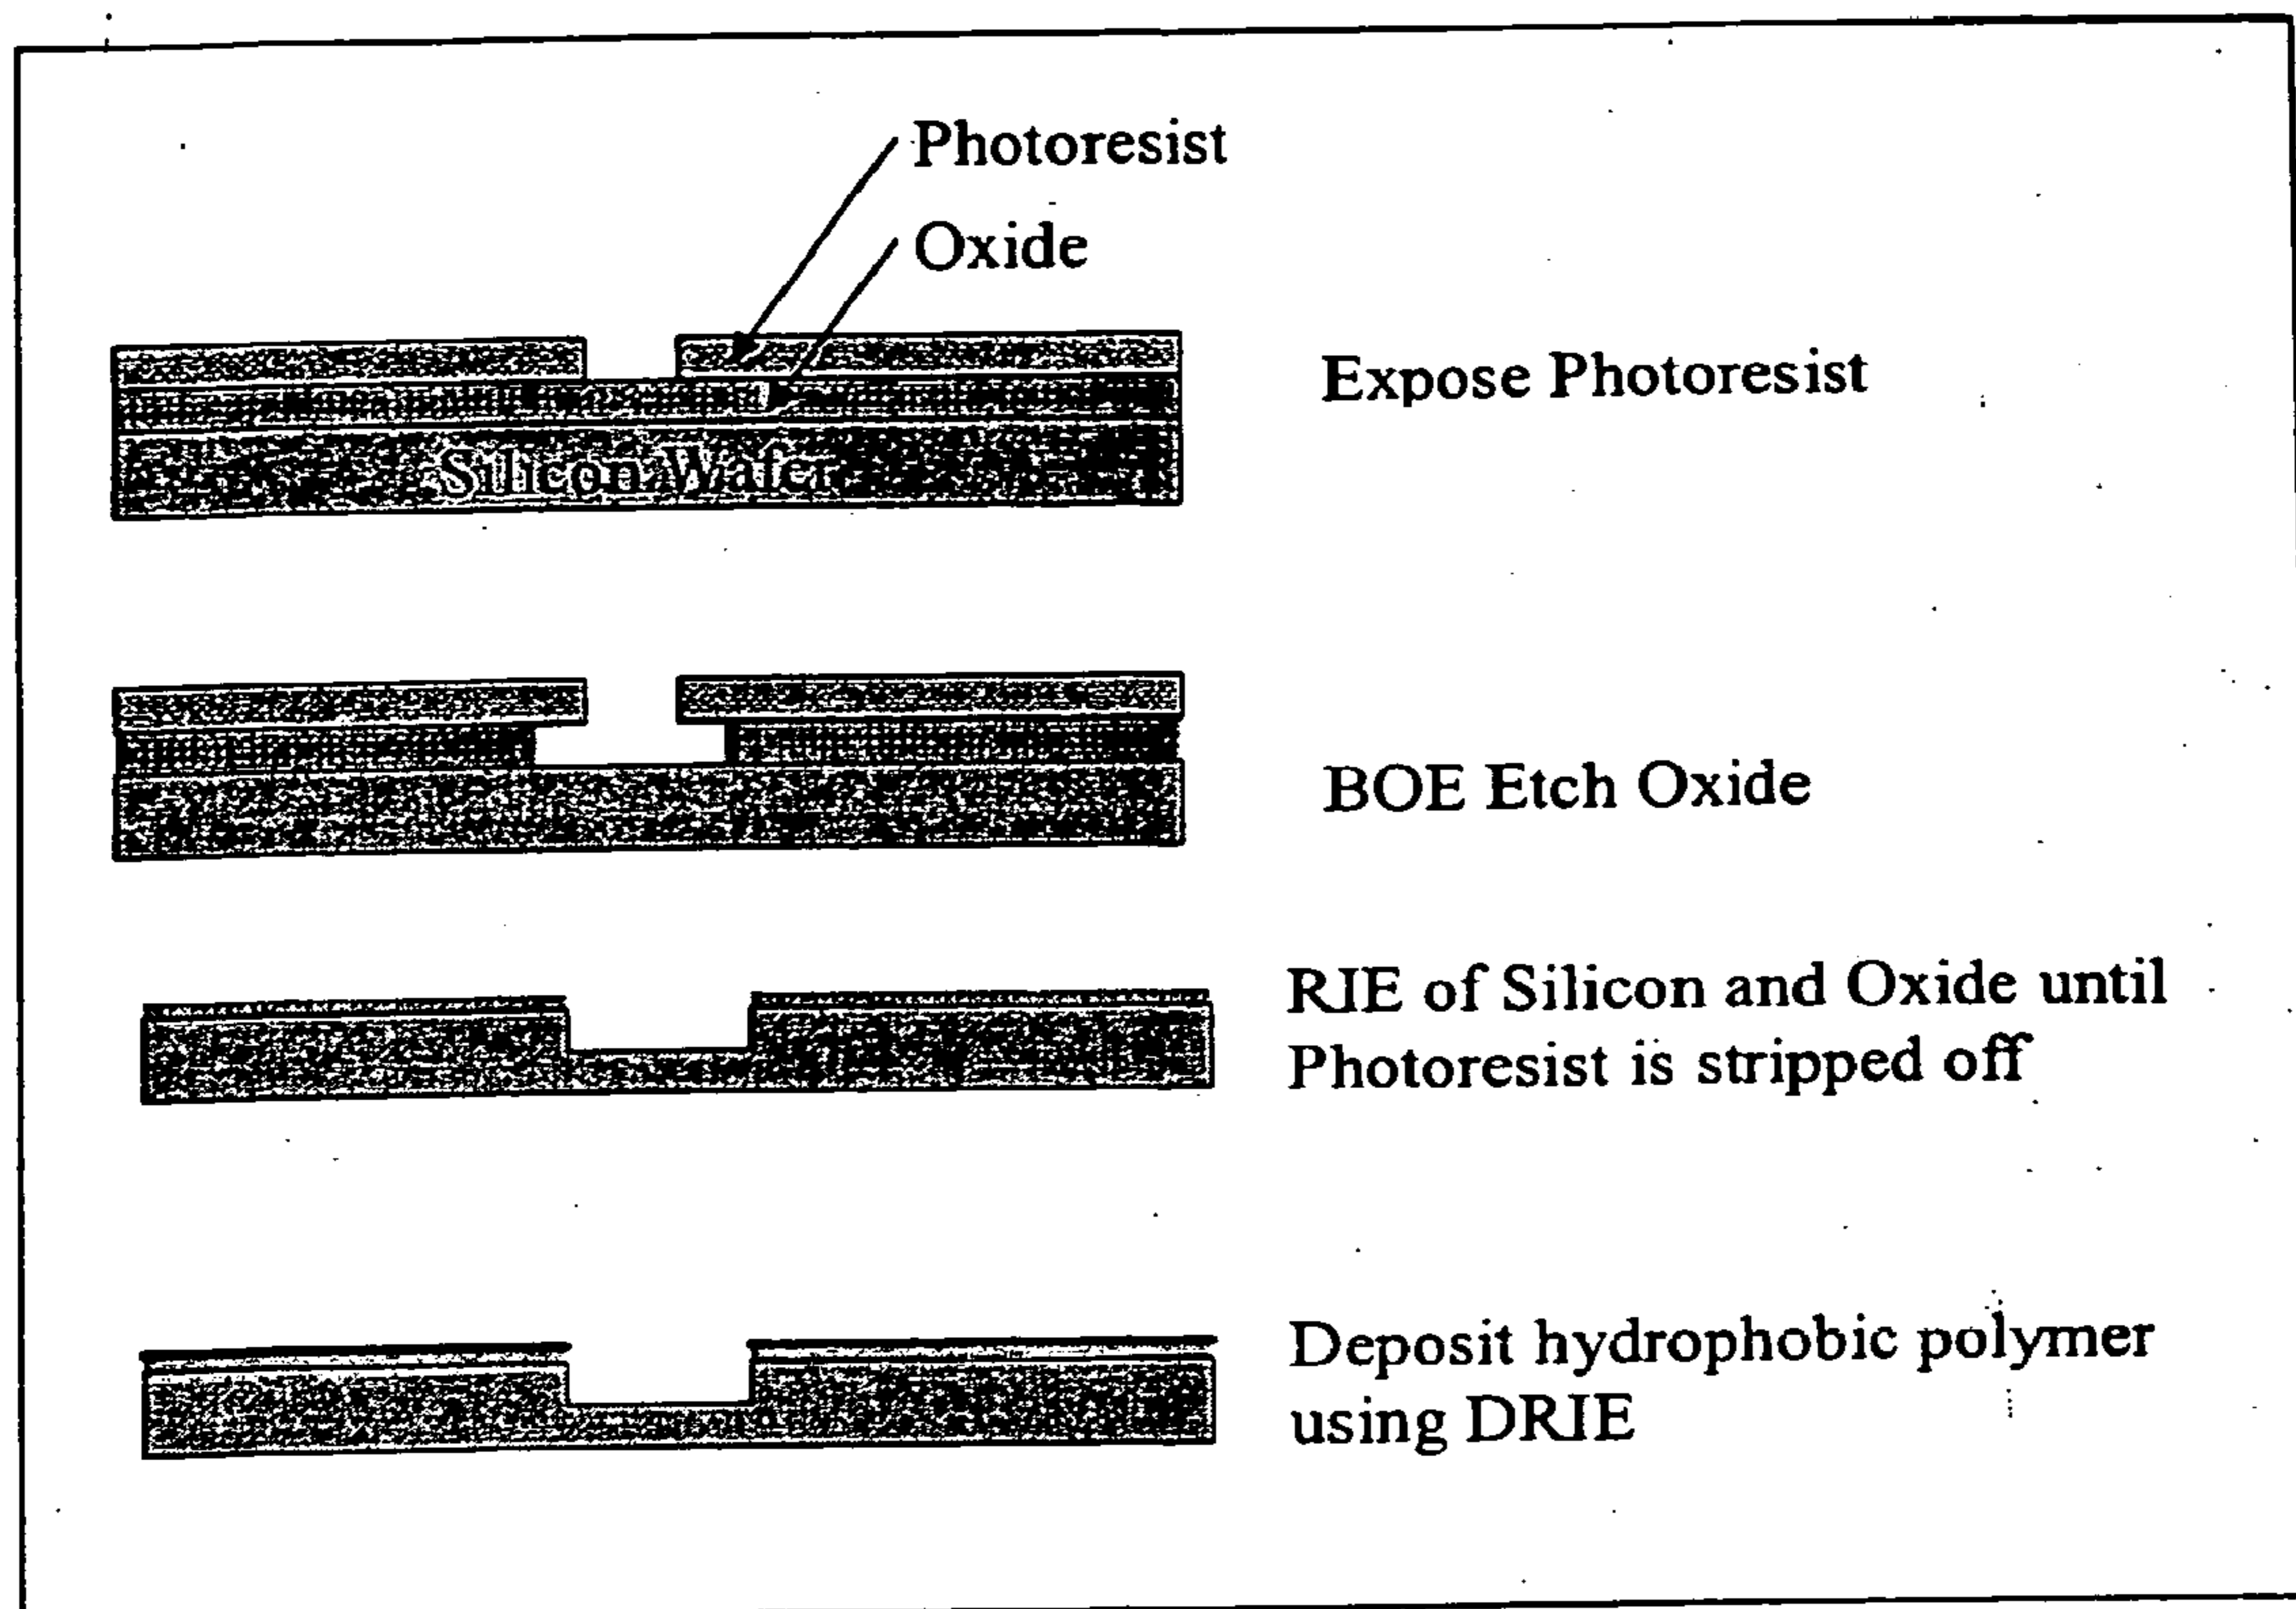 Photoresist
Oxide
Expose Photoresist
Silicon Wafer
BOE Etch Oxide
RIE of Silicon and Oxide until
Photoresist is stripped off
Deposit hydrophobic polymer
using DRIE